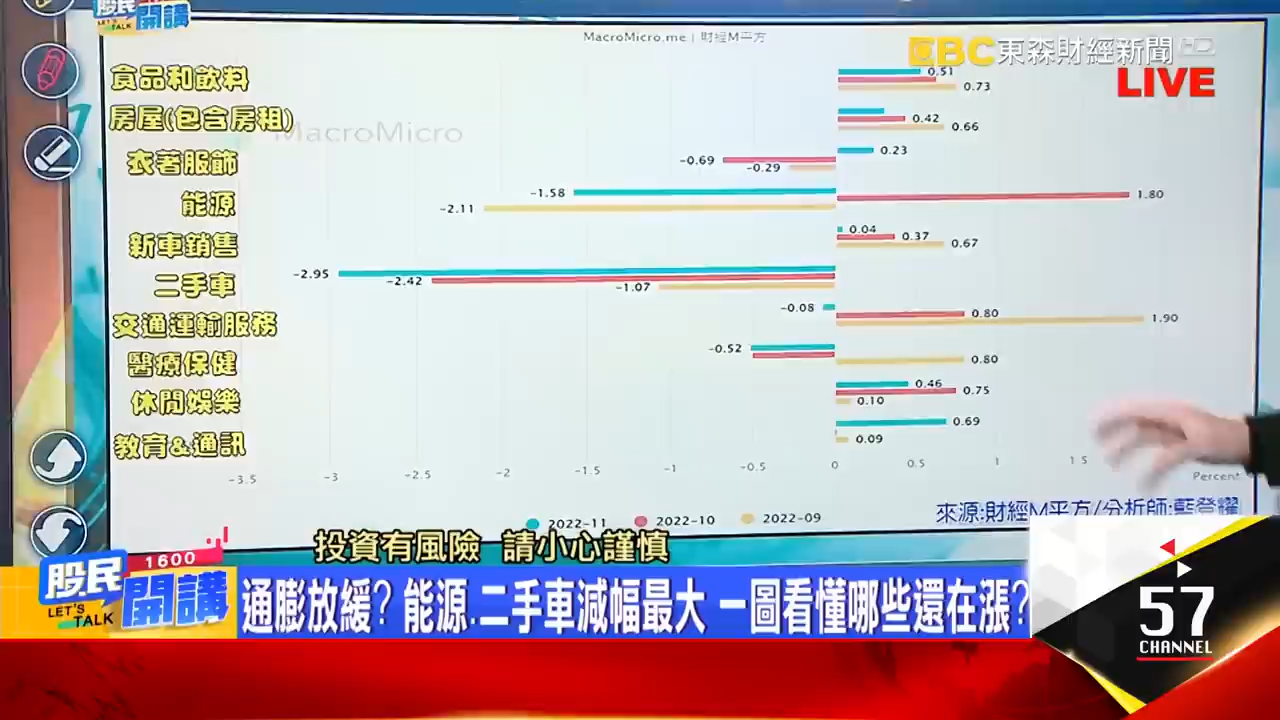 股民
LET'S TALK
開講
MacroMicro.me | 財經M平方
EBC 東森財經新聞 HD
LIVE
MacroMicro
食品和飲料
0.51
0.73
房屋(包含房租)
0.42
0.66
衣著服飾
0.23
-0.69
-0.29
能源
-1.58
1.80
-2.11
新車銷售
0.04
0.37
0.67
二手車
-2.95
-2.42
-1.07
交通運輸服務
-0.08
0.80
1.90
醫療保健
-0.52
0.80
休閒娛樂
0.46
0.75
0.10
教育&通訊
0.69
0.09
-3.5 -3 -2.5 -2 -1.5 -1 -0.5 0 0.5 1 1.5
Percent
2022-11 2022-10 2022-09
來源:財經M平方/分析師:藍登耀
投資有風險 請小心謹慎
1600
股民
LET'S TALK
開講
通膨放緩? 能源.二手車減幅最大 一圖看懂哪些還在漲?
57
CHANNEL